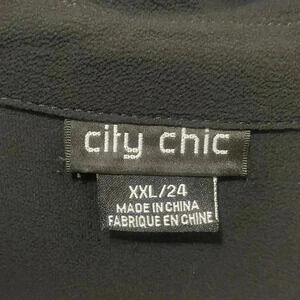 city chic
XXL/24
MADE IN CHINA
FABRIQUE EN CHINE